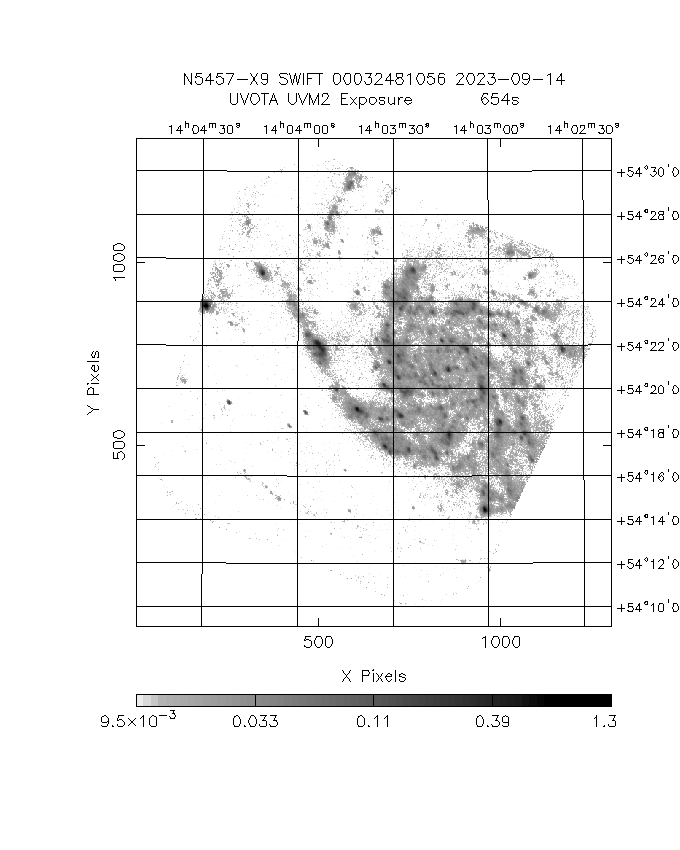 N5457-X9 SWIFT 00032481056 2023-09-14
UVOTA UVM2 Exposure 654s
14ʰ04ᵐ30ˢ 14ʰ04ᵐ00ˢ 14ʰ03ᵐ30ˢ 14ʰ03ᵐ00ˢ 14ʰ02ᵐ30ˢ
+54°30'0
+54°28'0
+54°26'0
+54°24'0
+54°22'0
+54°20'0
+54°18'0
+54°16'0
+54°14'0
+54°12'0
+54°10'0
1000
500
Y Pixels
500 1000
X Pixels
9.5×10⁻³ 0.033 0.11 0.39 1.3